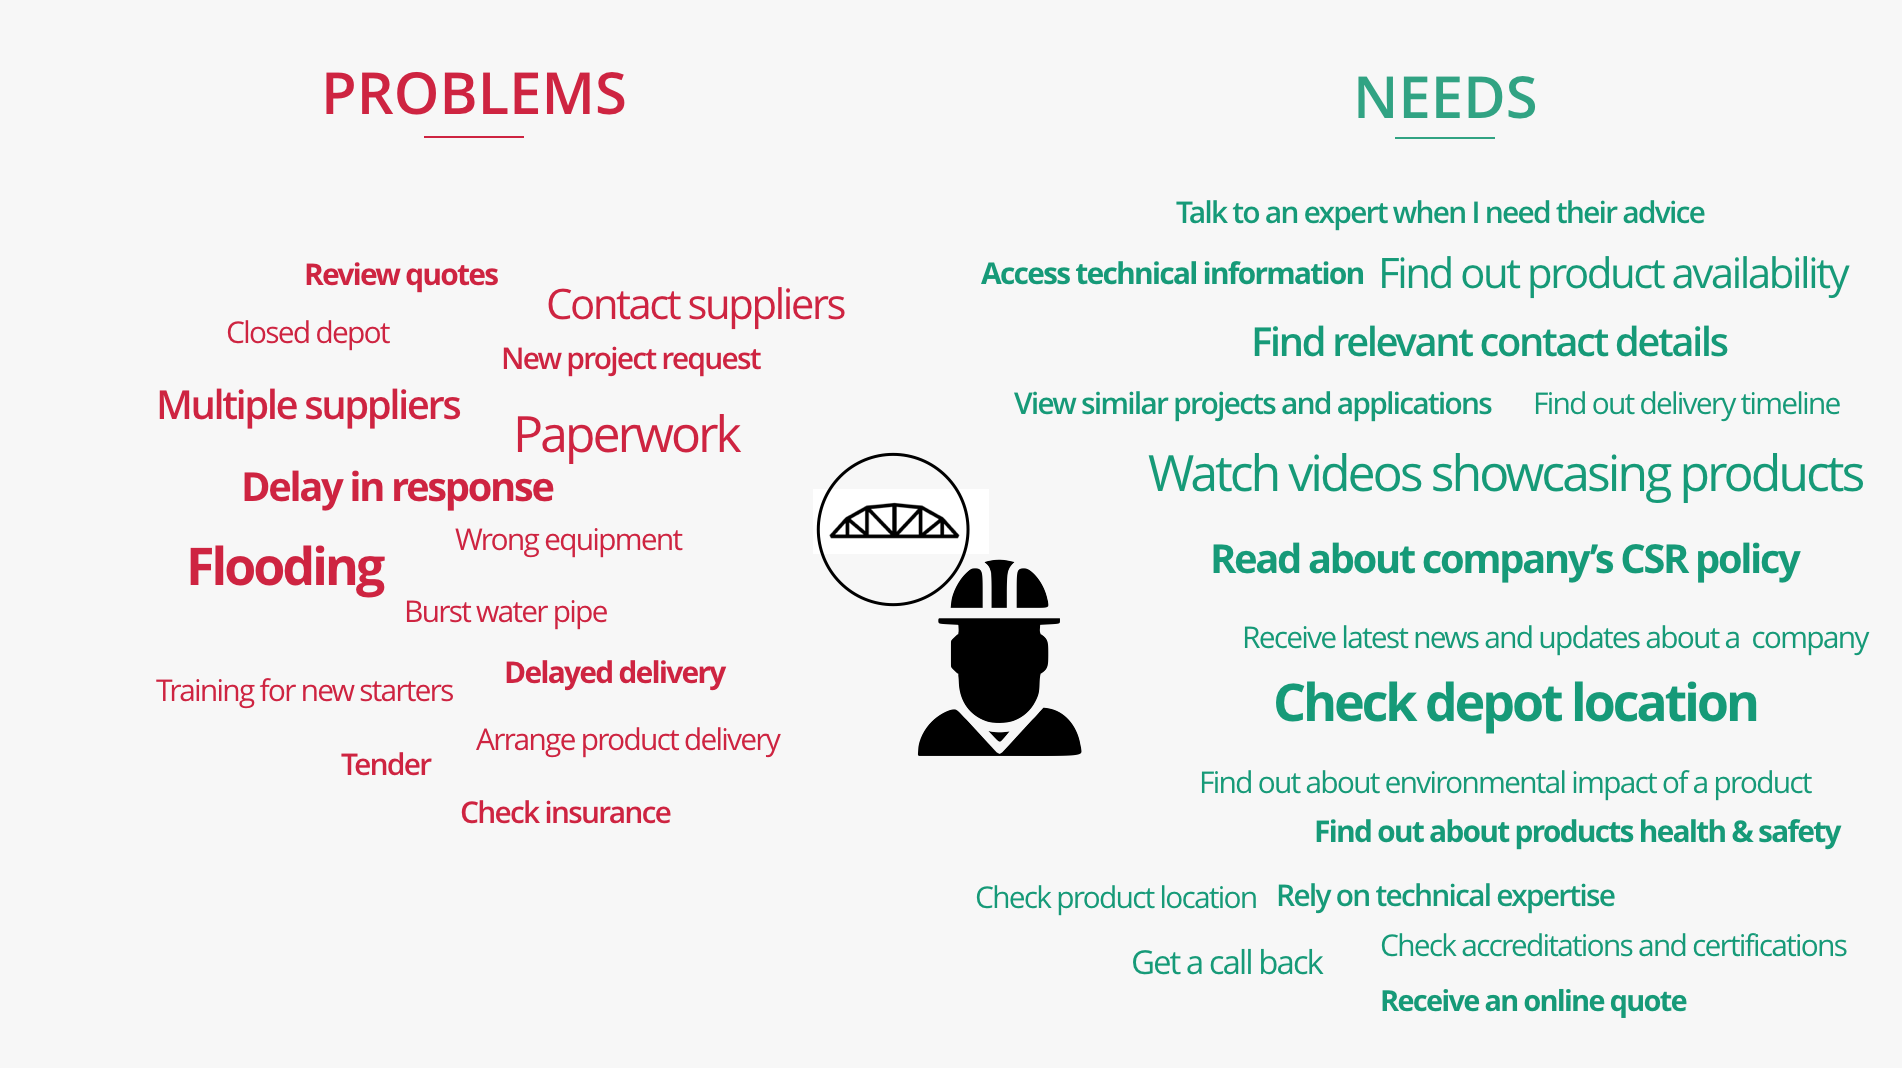 PROBLEMS
Review quotes
Contact suppliers
Closed depot
New project request
Multiple suppliers
Paperwork
Delay in response
Wrong equipment
Flooding
Burst water pipe
Delayed delivery
Training for new starters
Arrange product delivery
Tender
Check insurance
NEEDS
Talk to an expert when I need their advice
Access technical information
Find out product availability
Find relevant contact details
View similar projects and applications
Find out delivery timeline
Watch videos showcasing products
Read about company’s CSR policy
Receive latest news and updates about a company
Check depot location
Find out about environmental impact of a product
Find out about products health & safety
Check product location
Rely on technical expertise
Check accreditations and certifications
Get a call back
Receive an online quote